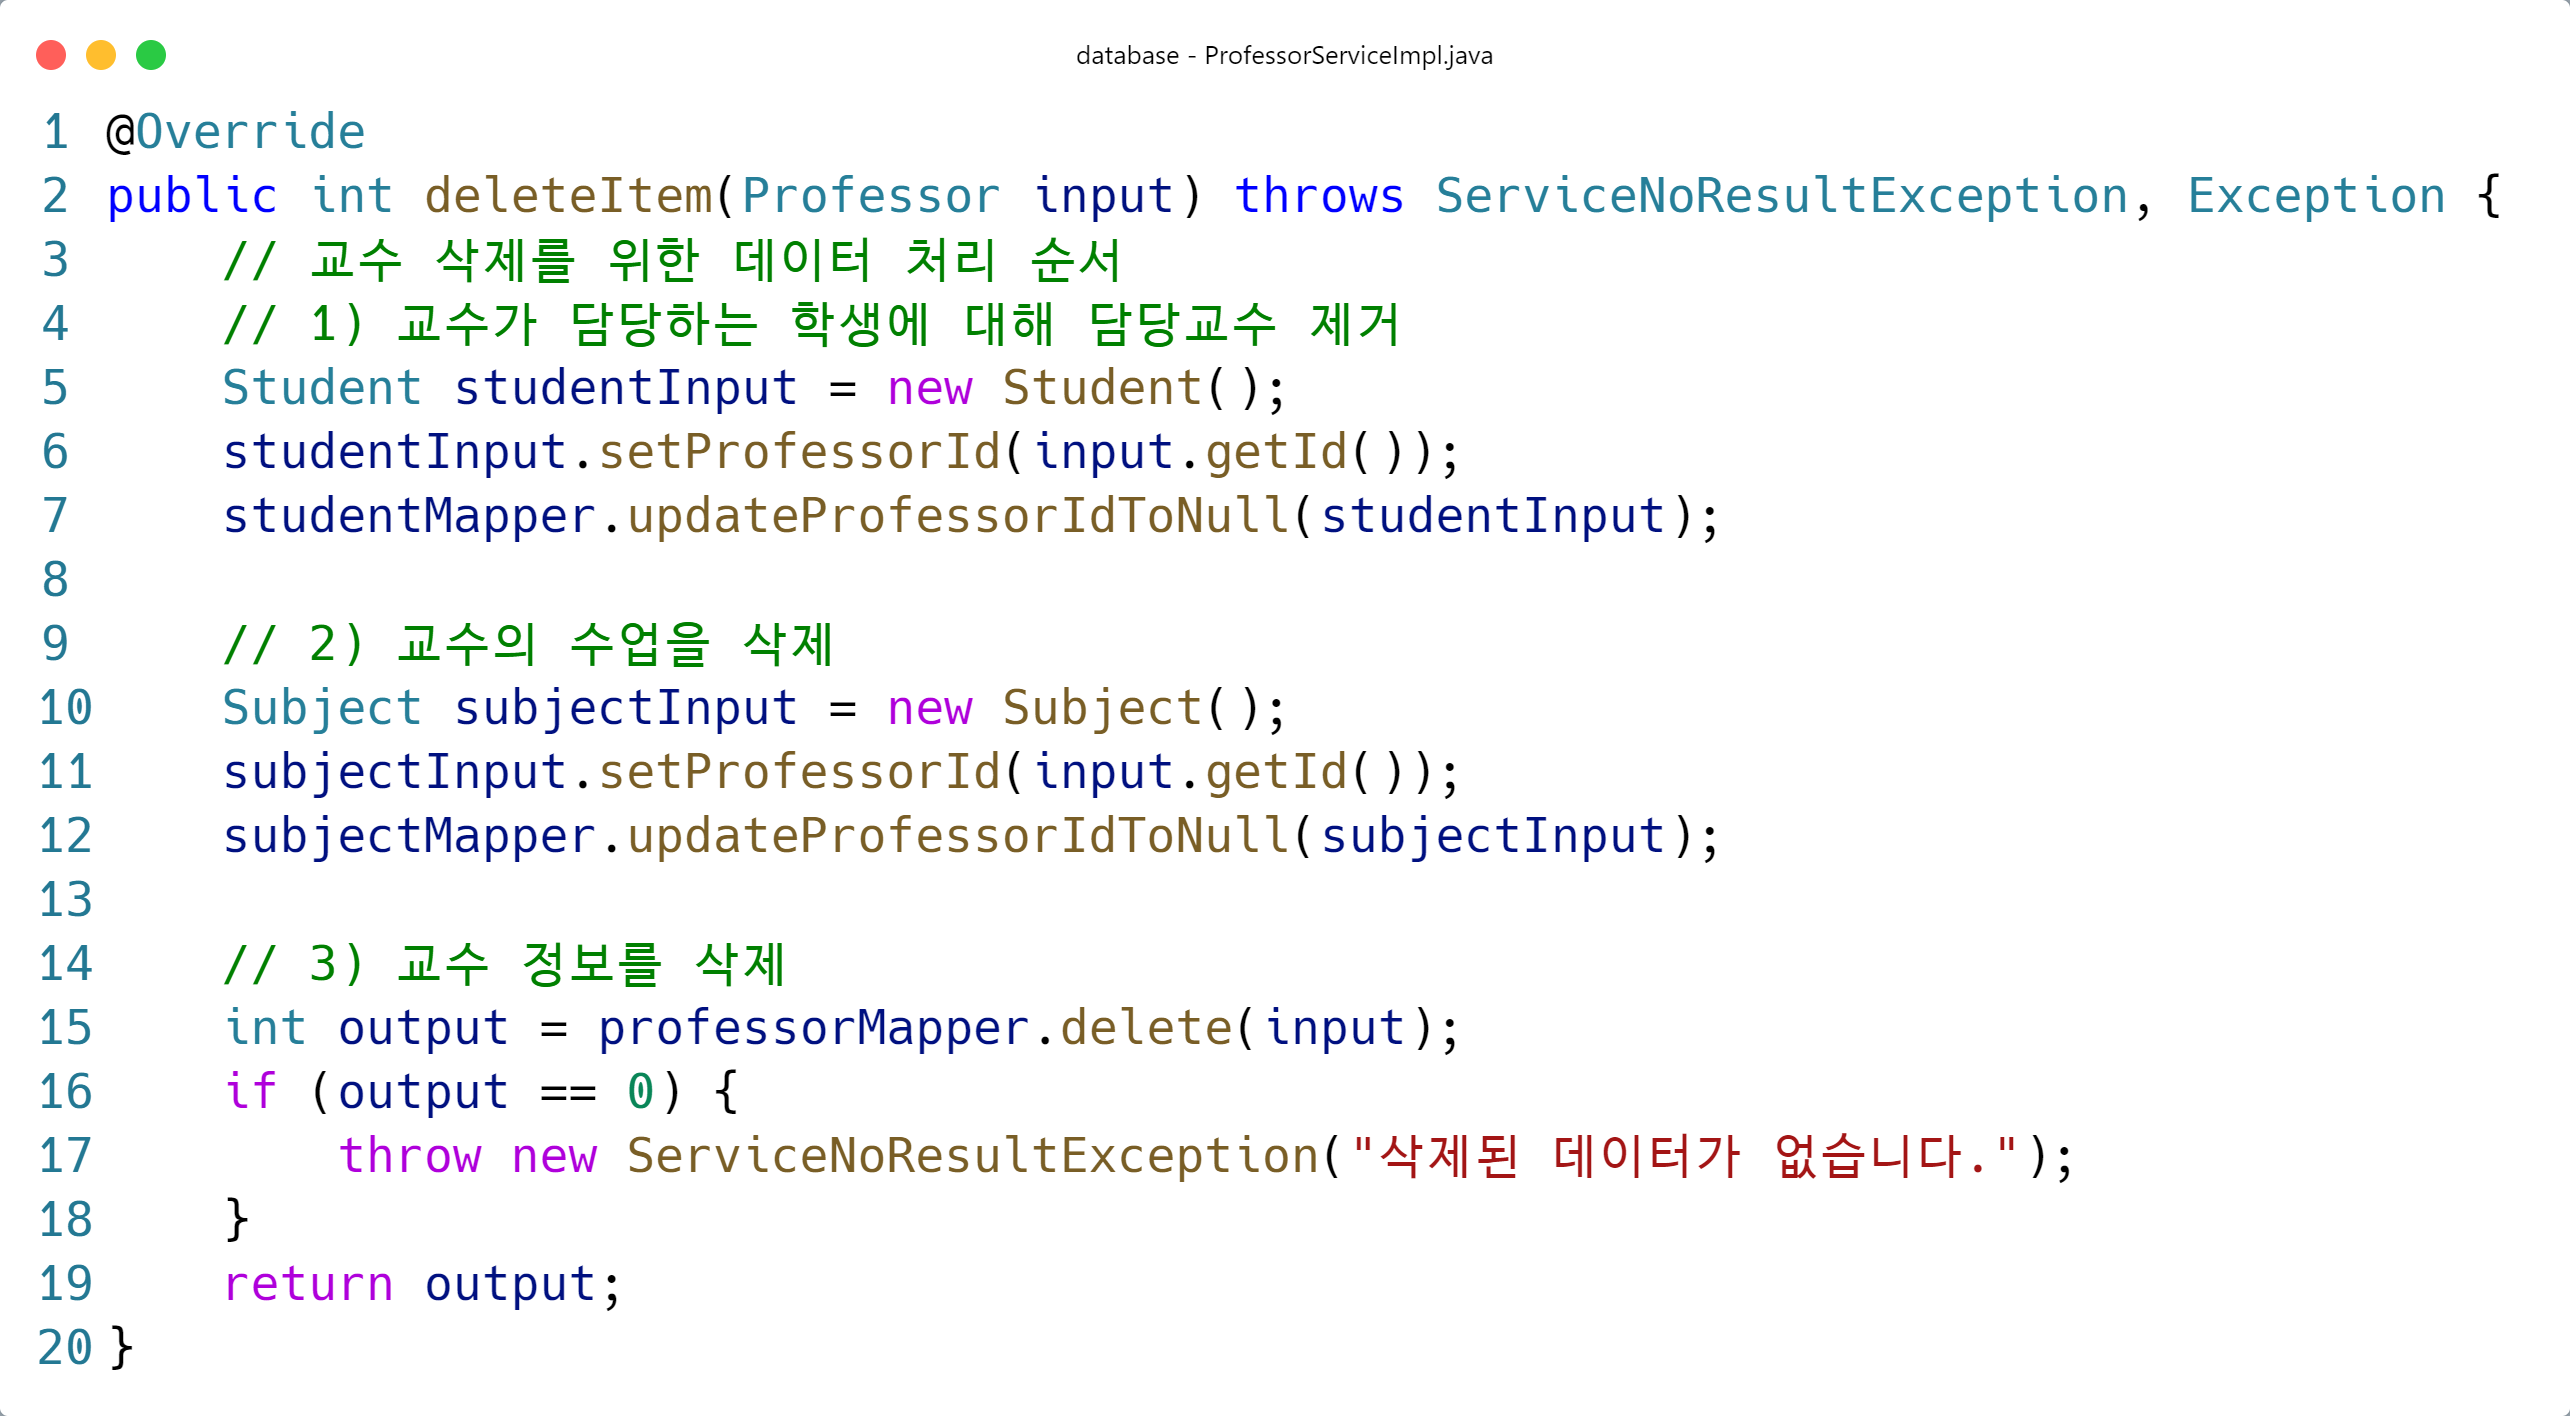 database - ProfessorServiceImpl.java
1 @Override
2 public int deleteItem(Professor input) throws ServiceNoResultException, Exception {
3     // 교수 삭제를 위한 데이터 처리 순서
4     // 1) 교수가 담당하는 학생에 대해 담당교수 제거
5     Student studentInput = new Student();
6     studentInput.setProfessorId(input.getId());
7     studentMapper.updateProfessorIdToNull(studentInput);
8
9     // 2) 교수의 수업을 삭제
10     Subject subjectInput = new Subject();
11     subjectInput.setProfessorId(input.getId());
12     subjectMapper.updateProfessorIdToNull(subjectInput);
13
14     // 3) 교수 정보를 삭제
15     int output = professorMapper.delete(input);
16     if (output == 0) {
17         throw new ServiceNoResultException("삭제된 데이터가 없습니다.");
18     }
19     return output;
20 }